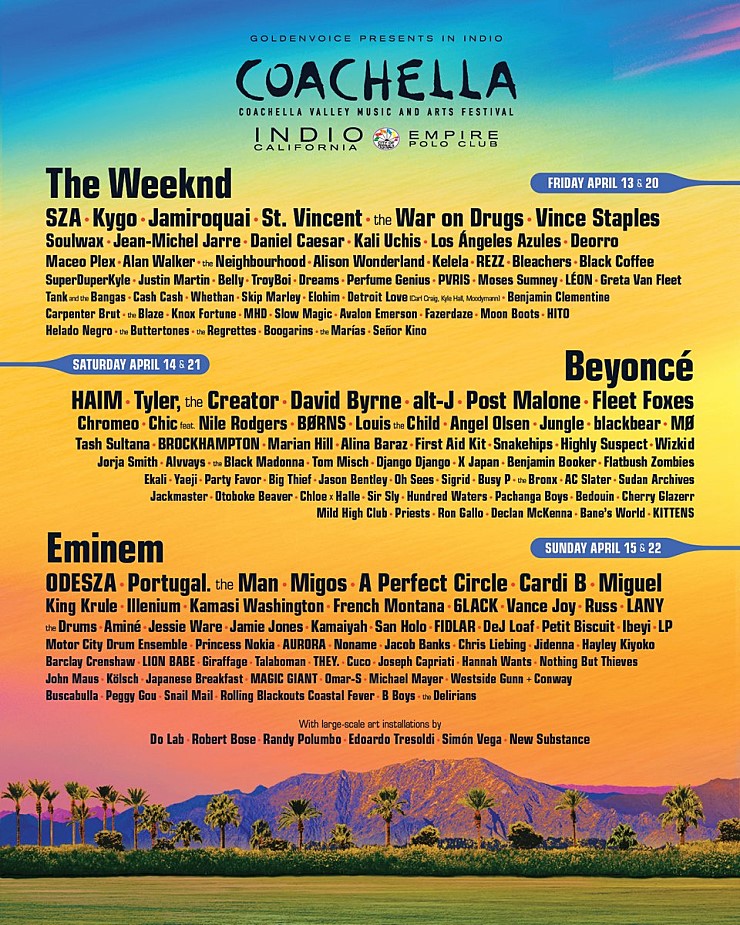 GOLDENVOICE PRESENTS IN INDIO
COACHELLA
COACHELLA VALLEY MUSIC AND ARTS FESTIVAL
INDIO CALIFORNIA EMPIRE POLO CLUB
The Weeknd
FRIDAY APRIL 13 & 20
SZA • Kygo • Jamiroquai • St. Vincent • the War on Drugs • Vince Staples
Soulwax • Jean-Michel Jarre • Daniel Caesar • Kali Uchis • Los Ángeles Azules • Deorro
Maceo Plex • Alan Walker • the Neighbourhood • Alison Wonderland • Kelela • REZZ • Bleachers • Black Coffee
SuperDuperKyle • Justin Martin • Belly • TroyBoi • Dreams • Perfume Genius • PVRIS • Moses Sumney • LÉON • Greta Van Fleet
Tank and the Bangas • Cash Cash • Whethan • Skip Marley • Elohim • Detroit Love (Carl Craig, Kyle Hall, Moodymann) • Benjamin Clementine
Carpenter Brut • the Blaze • Knox Fortune • MHD • Slow Magic • Avalon Emerson • Fazerdaze • Moon Boots • HITO
Helado Negro • the Buttertones • the Regrettes • Boogarins • the Marías • Señor Kino
SATURDAY APRIL 14 & 21
Beyoncé
HAIM • Tyler, the Creator • David Byrne • alt-J • Post Malone • Fleet Foxes
Chromeo • Chic feat. Nile Rodgers • BØRNS • Louis the Child • Angel Olsen • Jungle • blackbear • MØ
Tash Sultana • BROCKHAMPTON • Marian Hill • Alina Baraz • First Aid Kit • Snakehips • Highly Suspect • Wizkid
Jorja Smith • Alvvays • the Black Madonna • Tom Misch • Django Django • X Japan • Benjamin Booker • Flatbush Zombies
Ekali • Yaeji • Party Favor • Big Thief • Jason Bentley • Oh Sees • Sigrid • Busy P • the Bronx • AC Slater • Sudan Archives
Jackmaster • Otoboke Beaver • Chloe x Halle • Sir Sly • Hundred Waters • Pachanga Boys • Bedouin • Cherry Glazerr
Mild High Club • Priests • Ron Gallo • Declan McKenna • Bane's World • KITTENS
Eminem
SUNDAY APRIL 15 & 22
ODESZA • Portugal. the Man • Migos • A Perfect Circle • Cardi B • Miguel
King Krule • Illenium • Kamasi Washington • French Montana • 6LACK • Vance Joy • Russ • LANY
the Drums • Aminé • Jessie Ware • Jamie Jones • Kamaiyah • San Holo • FIDLAR • DeJ Loaf • Petit Biscuit • Ibeyi • LP
Motor City Drum Ensemble • Princess Nokia • AURORA • Noname • Jacob Banks • Chris Liebing • Jidenna • Hayley Kiyoko
Barclay Crenshaw • LION BABE • Giraffage • Talaboman • THEY. • Cuco • Joseph Capriati • Hannah Wants • Nothing But Thieves
John Maus • Kölsch • Japanese Breakfast • MAGIC GIANT • Omar-S • Michael Mayer • Westside Gunn + Conway
Buscabulla • Peggy Gou • Snail Mail • Rolling Blackouts Coastal Fever • B Boys • the Delirians
With large-scale art installations by
Do Lab • Robert Bose • Randy Polumbo • Edoardo Tresoldi • Simón Vega • New Substance